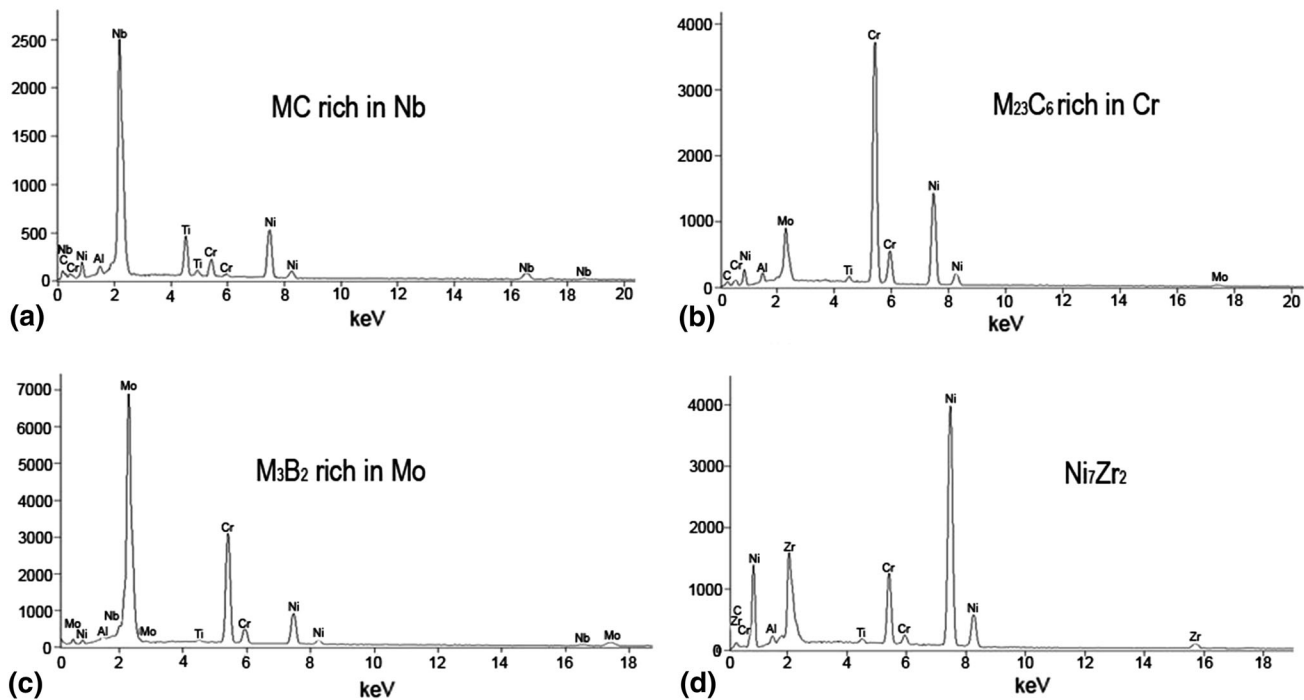 2500
2000
1500
1000
500
0
Nb
MC rich in Nb
Nb
C
Cr
Ni
Al
Ti
Ti
Cr
Cr
Ni
Ni
Nb
Nb
0 2 4 6 8 10 12 14 16 18 20
keV
(a)
4000
3000
2000
1000
0
Cr
M₂₃C₆ rich in Cr
C
Cr
Ni
Al
Mo
Ti
Cr
Ni
Ni
Mo
0 2 4 6 8 10 12 14 16 18 20
keV
(b)
7000
6000
5000
4000
3000
2000
1000
0
Mo
M₃B₂ rich in Mo
Mo
Ni
Al
Nb
Mo
Ti
Cr
Cr
Ni
Ni
Nb
Mo
0 2 4 6 8 10 12 14 16 18
keV
(c)
4000
3000
2000
1000
0
Ni
Ni₇Zr₂
C
Zr
Cr
Ni
Al
Zr
Ti
Cr
Cr
Ni
Zr
0 2 4 6 8 10 12 14 16 18
keV
(d)